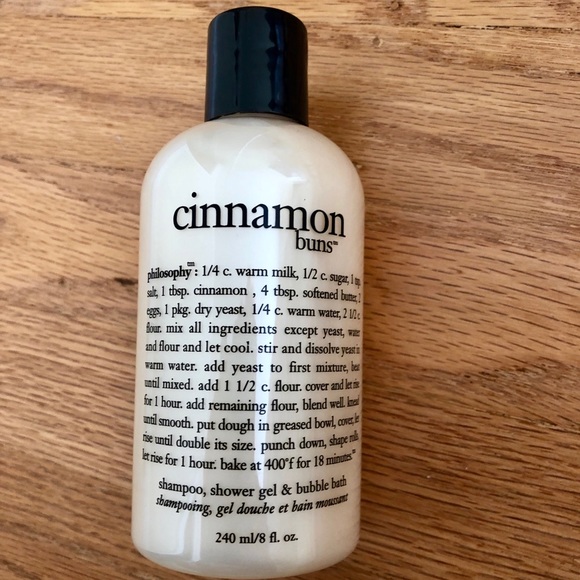 cinnamon
buns™
philosophy™: 1/4 c. warm milk, 1/2 c. sugar, 1 tsp.
salt, 1 tbsp. cinnamon , 4 tbsp. softened butter, 2
eggs, 1 pkg. dry yeast, 1/4 c. warm water, 2 1/2 c.
flour. mix all ingredients except yeast, water
and flour and let cool. stir and dissolve yeast in
warm water. add yeast to first mixture, beat
until mixed. add 1 1/2 c. flour. cover and let rise
for 1 hour. add remaining flour, blend well. knead
until smooth. put dough in greased bowl, cover, let
rise until double its size. punch down, shape rolls,
let rise for 1 hour. bake at 400°f for 18 minutes.™
shampoo, shower gel & bubble bath
shampooing, gel douche et bain moussant
240 ml/8 fl. oz.